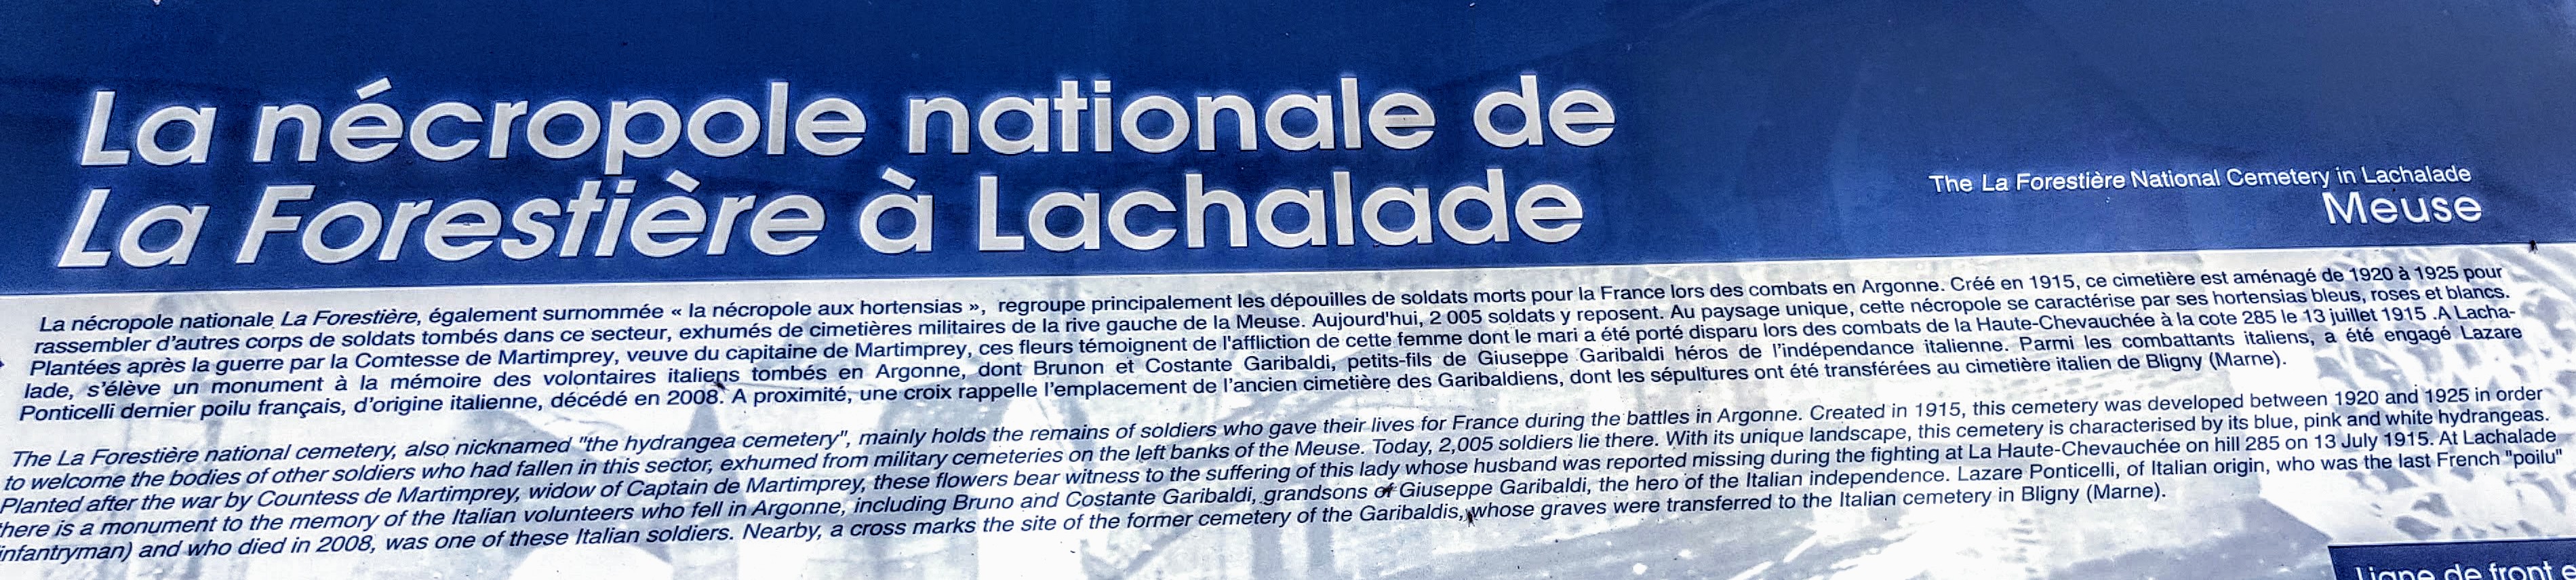 La nécropole nationale de
La Forestière à Lachalade
The La Forestière National Cemetery in Lachalade
Meuse
La nécropole nationale La Forestière, également surnommée « la nécropole aux hortensias », regroupe principalement les dépouilles de soldats morts pour la France lors des combats en Argonne. Créé en 1915, ce cimetière est aménagé de 1920 à 1925 pour
rassembler d'autres corps de soldats tombés dans ce secteur, exhumés de cimetières militaires de la rive gauche de la Meuse. Aujourd'hui, 2 005 soldats y reposent. Au paysage unique, cette nécropole se caractérise par ses hortensias bleus, roses et blancs.
Plantées après la guerre par la Comtesse de Martimprey, veuve du capitaine de Martimprey, ces fleurs témoignent de l'affliction de cette femme dont le mari a été porté disparu lors des combats de la Haute-Chevauchée à la cote 285 le 13 juillet 1915 .A Lacha-
lade, s'élève un monument à la mémoire des volontaires italiens tombés en Argonne, dont Brunon et Costante Garibaldi, petits-fils de Giuseppe Garibaldi héros de l'indépendance italienne. Parmi les combattants italiens, a été engagé Lazare
Ponticelli dernier poilu français, d'origine italienne, décédé en 2008. A proximité, une croix rappelle l'emplacement de l'ancien cimetière des Garibaldiens, dont les sépultures ont été transférées au cimetière italien de Bligny (Marne).
The La Forestière national cemetery, also nicknamed "the hydrangea cemetery", mainly holds the remains of soldiers who gave their lives for France during the battles in Argonne. Created in 1915, this cemetery was developed between 1920 and 1925 in order
to welcome the bodies of other soldiers who had fallen in this sector, exhumed from military cemeteries on the left banks of the Meuse. Today, 2,005 soldiers lie there. With its unique landscape, this cemetery is characterised by its blue, pink and white hydrangeas.
Planted after the war by Countess de Martimprey, widow of Captain de Martimprey, these flowers bear witness to the suffering of this lady whose husband was reported missing during the fighting at La Haute-Chevauchée on hill 285 on 13 July 1915. At Lachalade
here is a monument to the memory of the Italian volunteers who fell in Argonne, including Bruno and Costante Garibaldi, grandsons of Giuseppe Garibaldi, the hero of the Italian independence. Lazare Ponticelli, of Italian origin, who was the last French "poilu"
infantryman) and who died in 2008, was one of these Italian soldiers. Nearby, a cross marks the site of the former cemetery of the Garibaldis, whose graves were transferred to the Italian cemetery in Bligny (Marne).
Ligne de front